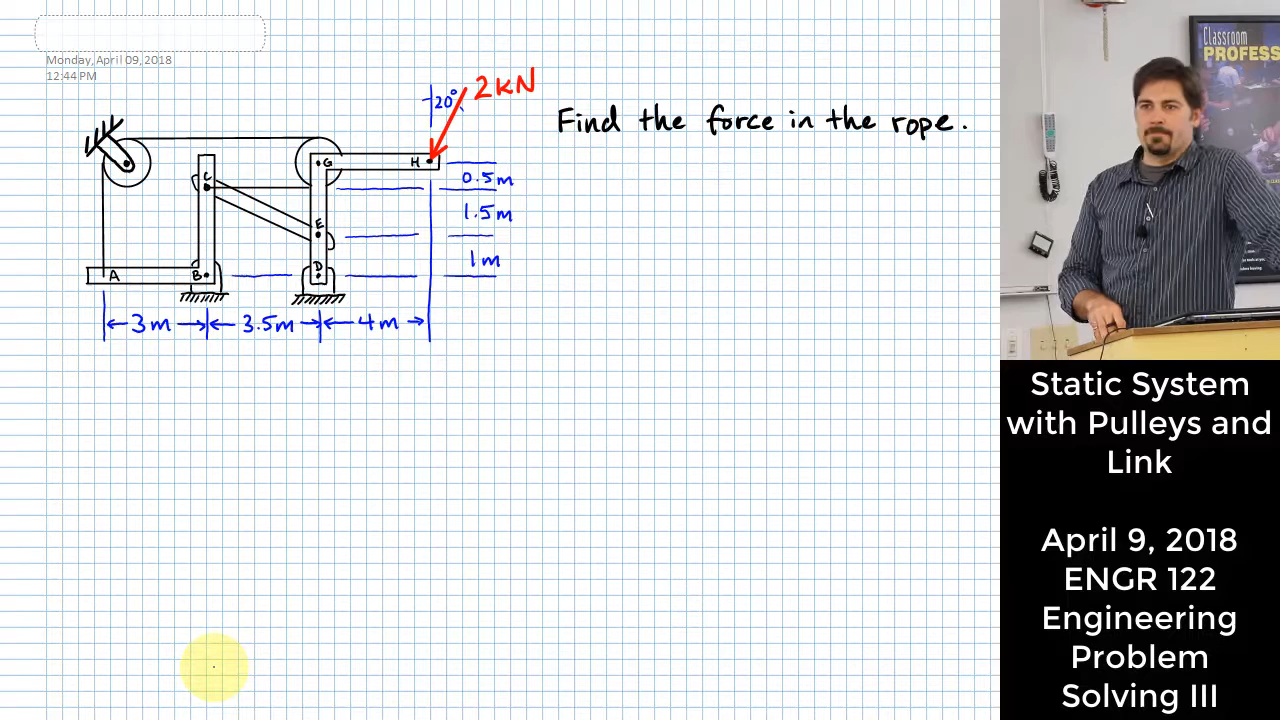 Monday, April 09, 2018
12:44 PM
20°
2kN
Find the force in the rope.
G
H
C
0.5m
1.5m
E
1m
A
B
D
3m
3.5m
4m
Classroom
PROFESS
Static System
with Pulleys and
Link
April 9, 2018
ENGR 122
Engineering
Problem
Solving III